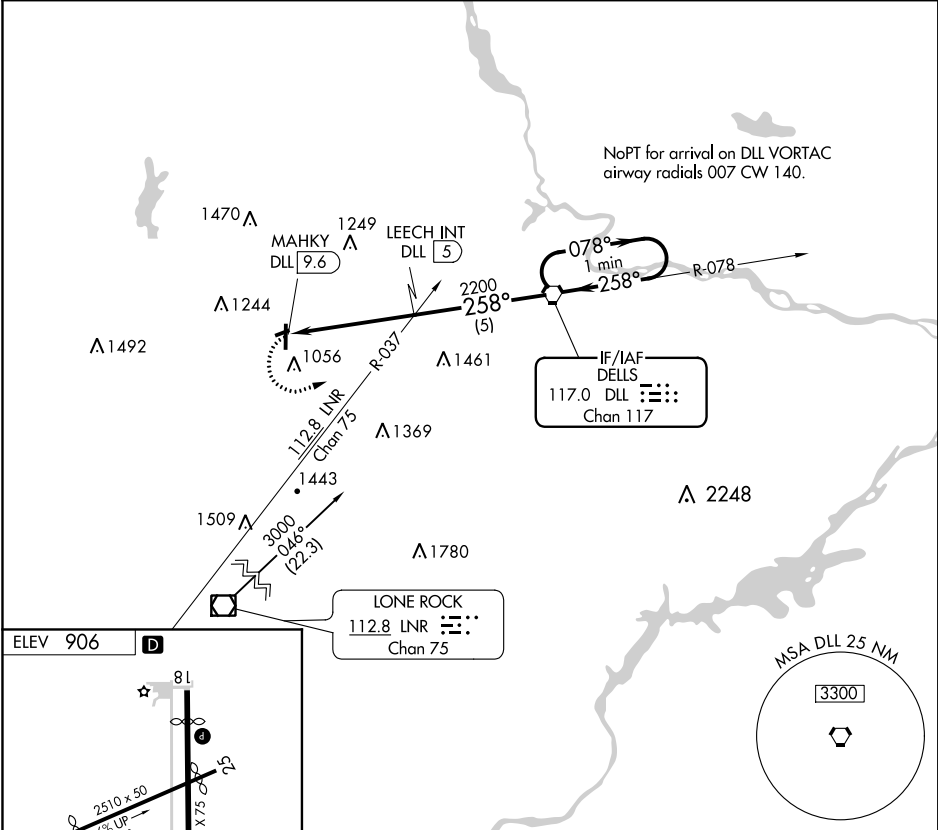 NoPT for arrival on DLL VORTAC
airway radials 007 CW 140.
1470
1249
MAHKY
DLL 9.6
LEECH INT
DLL 5
078°
1 min
258°
R-078
2200
258°
(5)
1244
1492
1056
R-037
1461
IF/IAF
DELLS
117.0 DLL
Chan 117
112.8 LNR
Chan 75
1369
1443
2248
1509
3000
046°
(22.3)
1780
LONE ROCK
112.8 LNR
Chan 75
ELEV 906
D
MSA DLL 25 NM
3300
18
P
25
2510 x 50
% UP
X 75